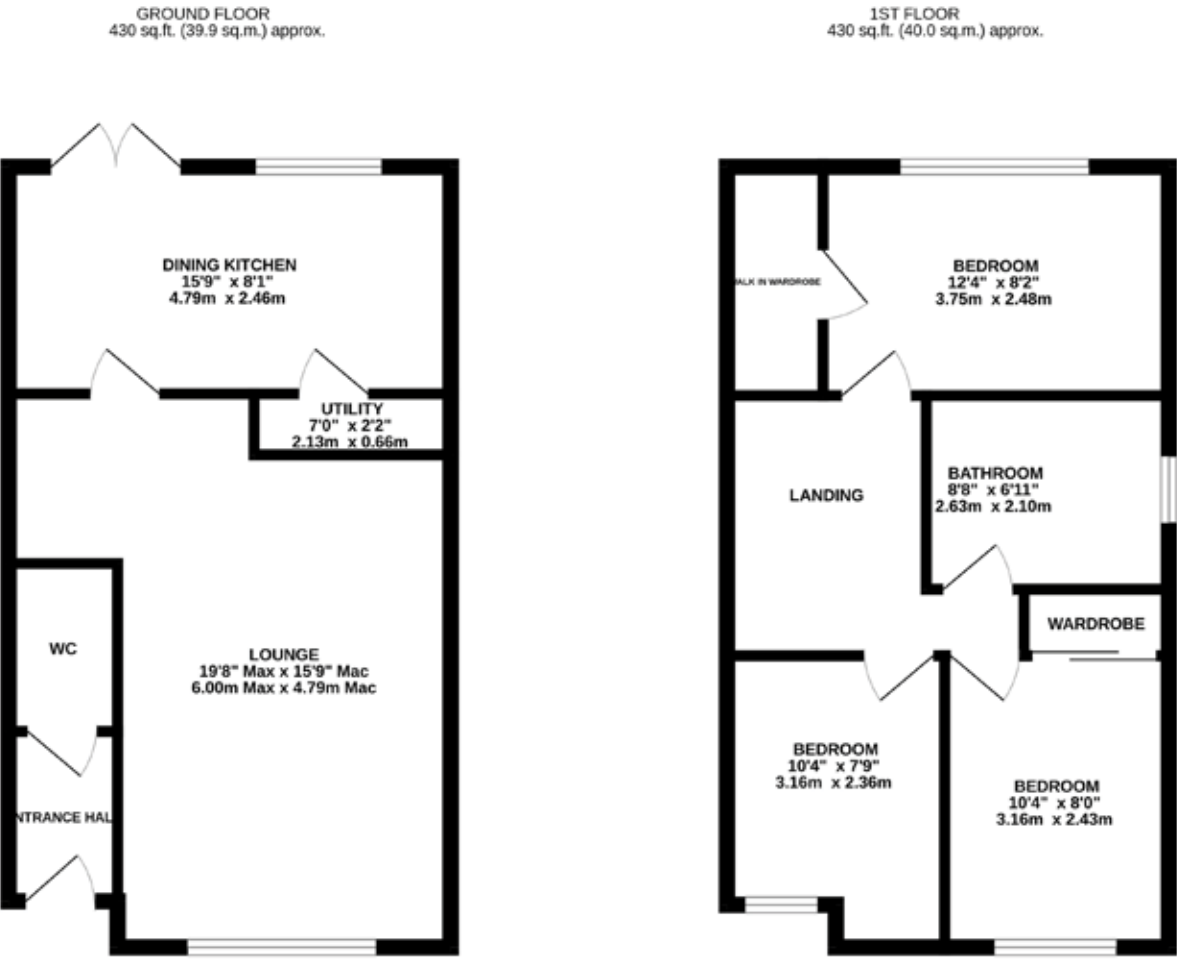 GROUND FLOOR
430 sq.ft. (39.9 sq.m.) approx.
1ST FLOOR
430 sq.ft. (40.0 sq.m.) approx.
DINING KITCHEN
15'9" x 8'1"
4.79m x 2.46m
UTILITY
7'0" x 2'2"
2.13m x 0.66m
WC
LOUNGE
19'8" Max x 15'9" Mac
6.00m Max x 4.79m Mac
NTRANCE HAL
ALK IN WARDROBE
BEDROOM
12'4" x 8'2"
3.75m x 2.48m
LANDING
BATHROOM
8'8" x 6'11"
2.63m x 2.10m
WARDROBE
BEDROOM
10'4" x 7'9"
3.16m x 2.36m
BEDROOM
10'4" x 8'0"
3.16m x 2.43m